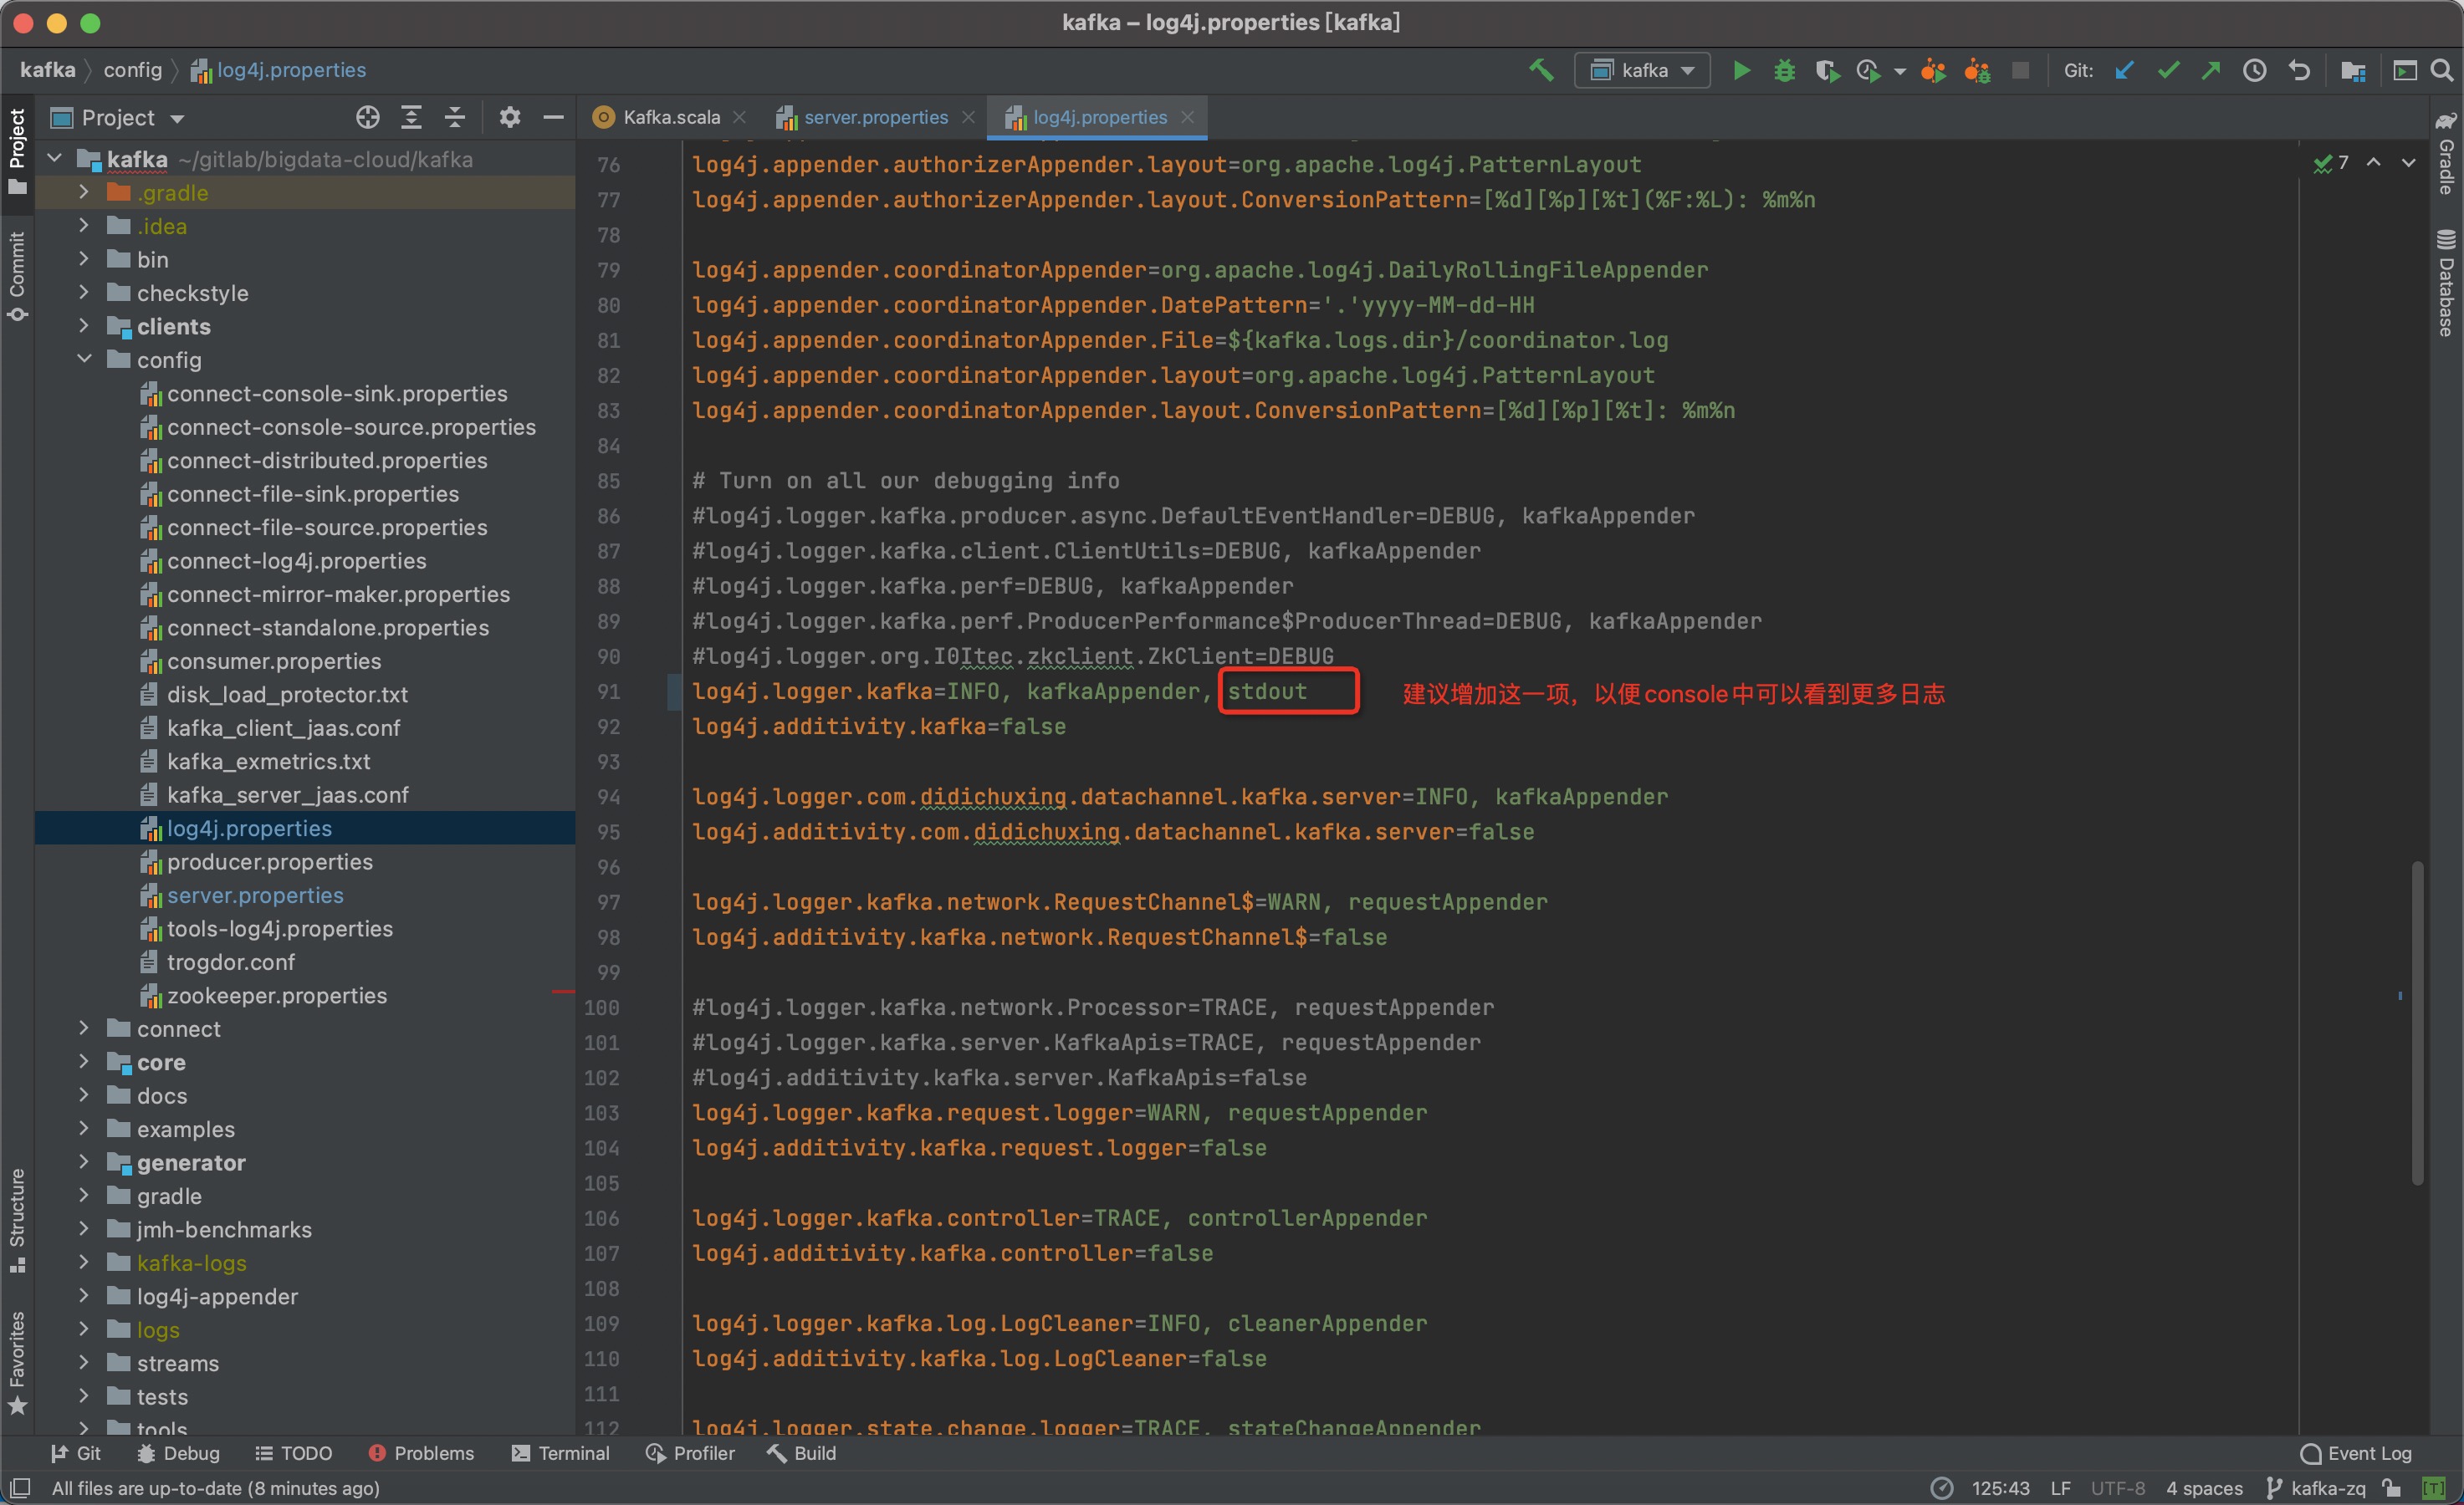 kafka – log4j.properties [kafka]
kafka
config
log4j.properties
kafka
Git:
Project
Kafka.scala
server.properties
log4j.properties
Project
Commit
Structure
Favorites
kafka ~/gitlab/bigdata-cloud/kafka
.gradle
.idea
bin
checkstyle
clients
config
connect-console-sink.properties
connect-console-source.properties
connect-distributed.properties
connect-file-sink.properties
connect-file-source.properties
connect-log4j.properties
connect-mirror-maker.properties
connect-standalone.properties
consumer.properties
disk_load_protector.txt
kafka_client_jaas.conf
kafka_exmetrics.txt
kafka_server_jaas.conf
log4j.properties
producer.properties
server.properties
tools-log4j.properties
trogdor.conf
zookeeper.properties
connect
core
docs
examples
generator
gradle
jmh-benchmarks
kafka-logs
log4j-appender
logs
streams
tests
tools
7
76 log4j.appender.authorizerAppender.layout=org.apache.log4j.PatternLayout
77 log4j.appender.authorizerAppender.layout.ConversionPattern=[%d][%p][%t](%F:%L): %m%n
78
79 log4j.appender.coordinatorAppender=org.apache.log4j.DailyRollingFileAppender
80 log4j.appender.coordinatorAppender.DatePattern='.'yyyy-MM-dd-HH
81 log4j.appender.coordinatorAppender.File=${kafka.logs.dir}/coordinator.log
82 log4j.appender.coordinatorAppender.layout=org.apache.log4j.PatternLayout
83 log4j.appender.coordinatorAppender.layout.ConversionPattern=[%d][%p][%t]: %m%n
84
85 # Turn on all our debugging info
86 #log4j.logger.kafka.producer.async.DefaultEventHandler=DEBUG, kafkaAppender
87 #log4j.logger.kafka.client.ClientUtils=DEBUG, kafkaAppender
88 #log4j.logger.kafka.perf=DEBUG, kafkaAppender
89 #log4j.logger.kafka.perf.ProducerPerformance$ProducerThread=DEBUG, kafkaAppender
90 #log4j.logger.org.I0Itec.zkclient.ZkClient=DEBUG
91 log4j.logger.kafka=INFO, kafkaAppender, stdout 建议增加这一项，以便console中可以看到更多日志
92 log4j.additivity.kafka=false
93
94 log4j.logger.com.didichuxing.datachannel.kafka.server=INFO, kafkaAppender
95 log4j.additivity.com.didichuxing.datachannel.kafka.server=false
96
97 log4j.logger.kafka.network.RequestChannel$=WARN, requestAppender
98 log4j.additivity.kafka.network.RequestChannel$=false
99
100 #log4j.logger.kafka.network.Processor=TRACE, requestAppender
101 #log4j.logger.kafka.server.KafkaApis=TRACE, requestAppender
102 #log4j.additivity.kafka.server.KafkaApis=false
103 log4j.logger.kafka.request.logger=WARN, requestAppender
104 log4j.additivity.kafka.request.logger=false
105
106 log4j.logger.kafka.controller=TRACE, controllerAppender
107 log4j.additivity.kafka.controller=false
108
109 log4j.logger.kafka.log.LogCleaner=INFO, cleanerAppender
110 log4j.additivity.kafka.log.LogCleaner=false
111
112 log4j.logger.state.change.logger=TRACE, stateChangeAppender
Gradle
Database
Git
Debug
TODO
Problems
Terminal
Profiler
Build
Event Log
All files are up-to-date (8 minutes ago)
125:43
LF
UTF-8
4 spaces
kafka-zq
[T]